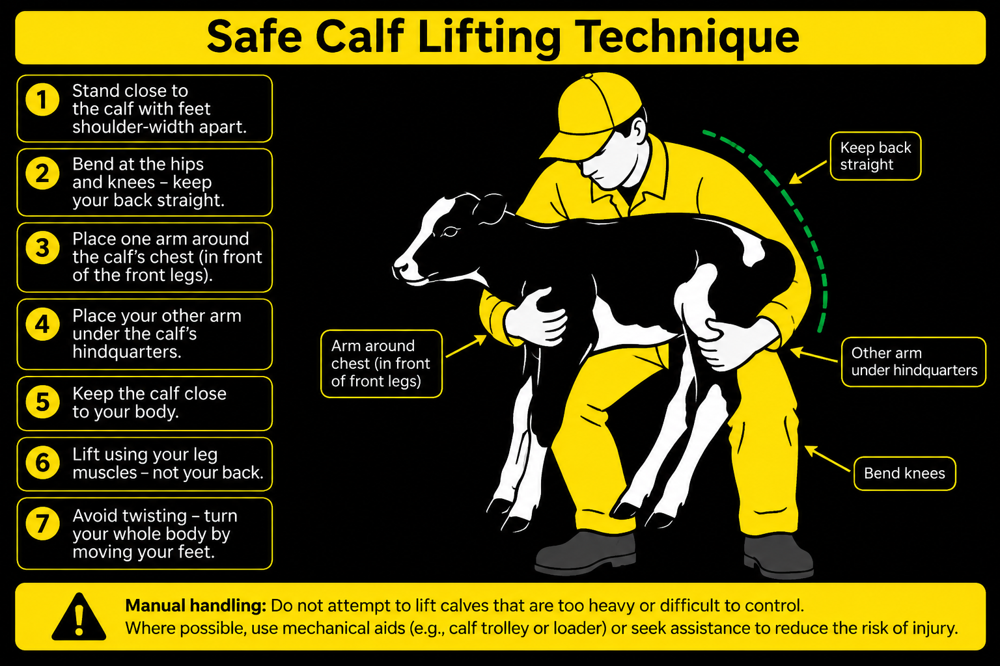 Safe Calf Lifting Technique
1
Stand close to
the calf with feet
shoulder-width apart.
2
Bend at the hips
and knees – keep
your back straight.
3
Place one arm around
the calf’s chest (in front
of the front legs).
4
Place your other arm
under the calf’s
hindquarters.
5
Keep the calf close
to your body.
6
Lift using your leg
muscles – not your back.
7
Avoid twisting – turn
your whole body by
moving your feet.
Keep back
straight
Arm around
chest (in front
of front legs)
Other arm
under hindquarters
Bend knees
Manual handling: Do not attempt to lift calves that are too heavy or difficult to control.
Where possible, use mechanical aids (e.g., calf trolley or loader) or seek assistance to reduce the risk of injury.